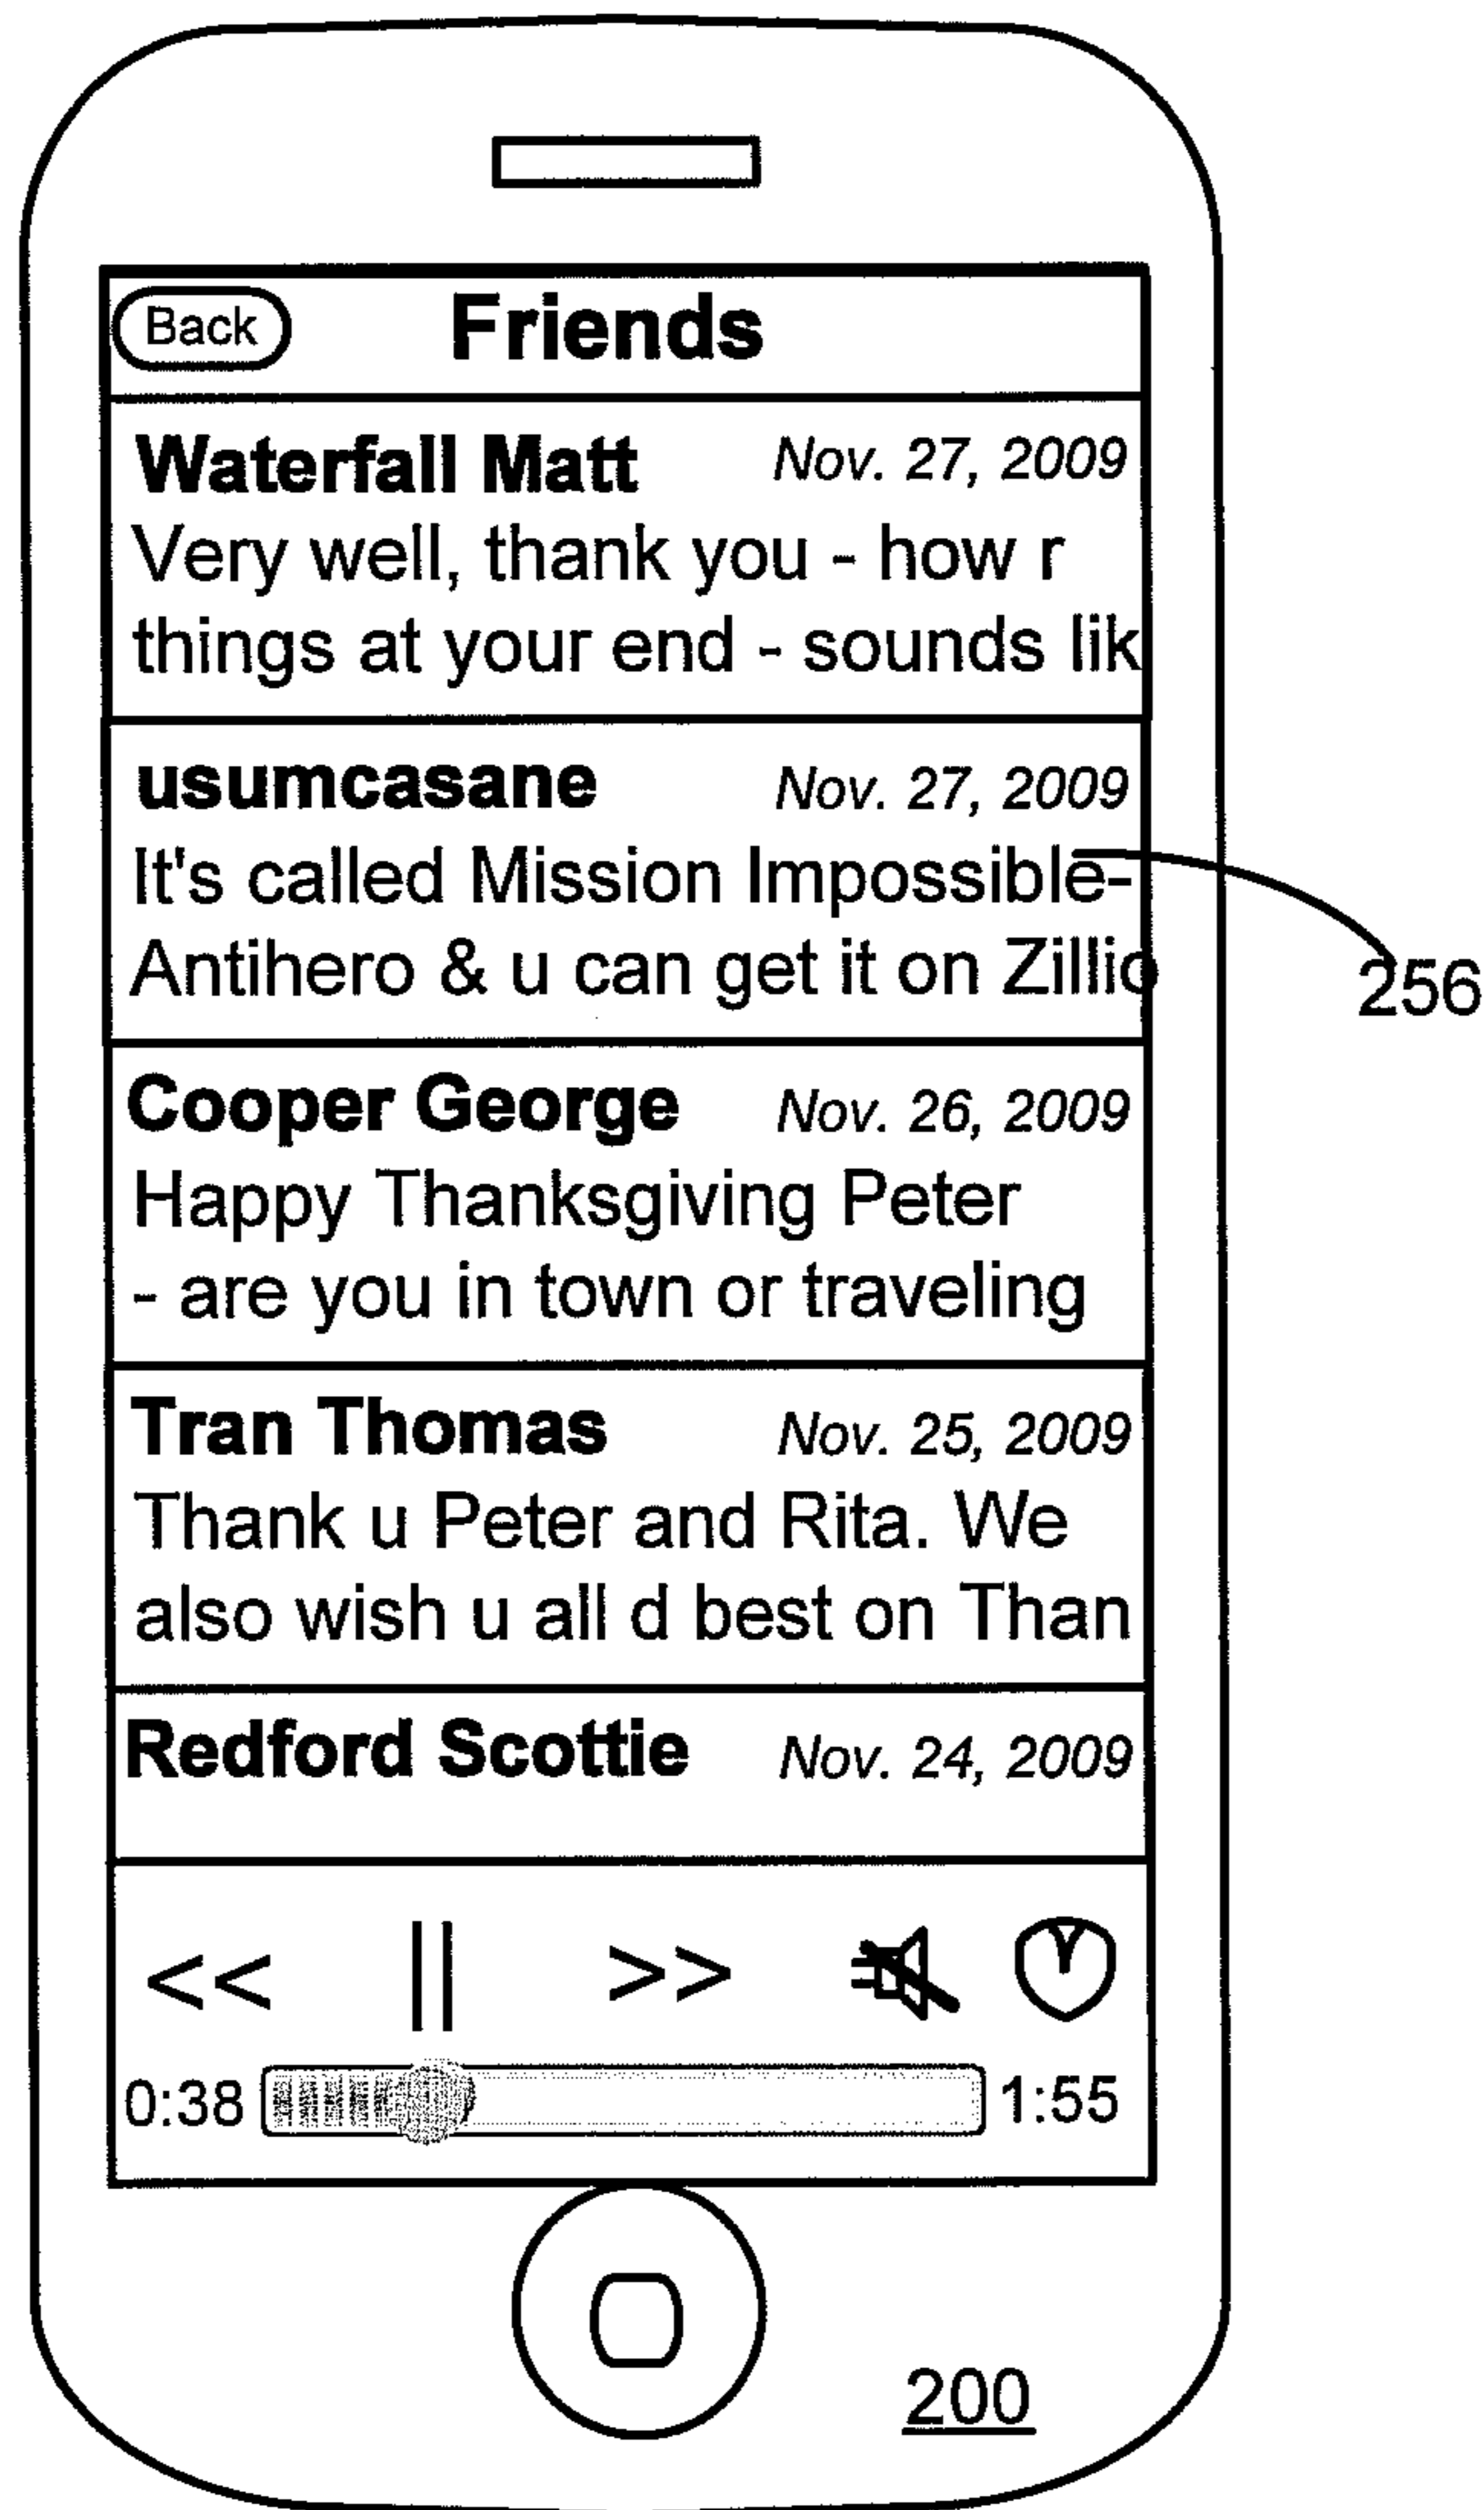 Back Friends
Waterfall Matt Nov. 27, 2009
Very well, thank you - how r
things at your end - sounds lik
usumcasane Nov. 27, 2009
It's called Mission Impossible-
Antihero & u can get it on Zillio
256
Cooper George Nov. 26, 2009
Happy Thanksgiving Peter
- are you in town or traveling
Tran Thomas Nov. 25, 2009
Thank u Peter and Rita. We
also wish u all d best on Than
Redford Scottie Nov. 24, 2009
<< || >>
0:38 1:55
200